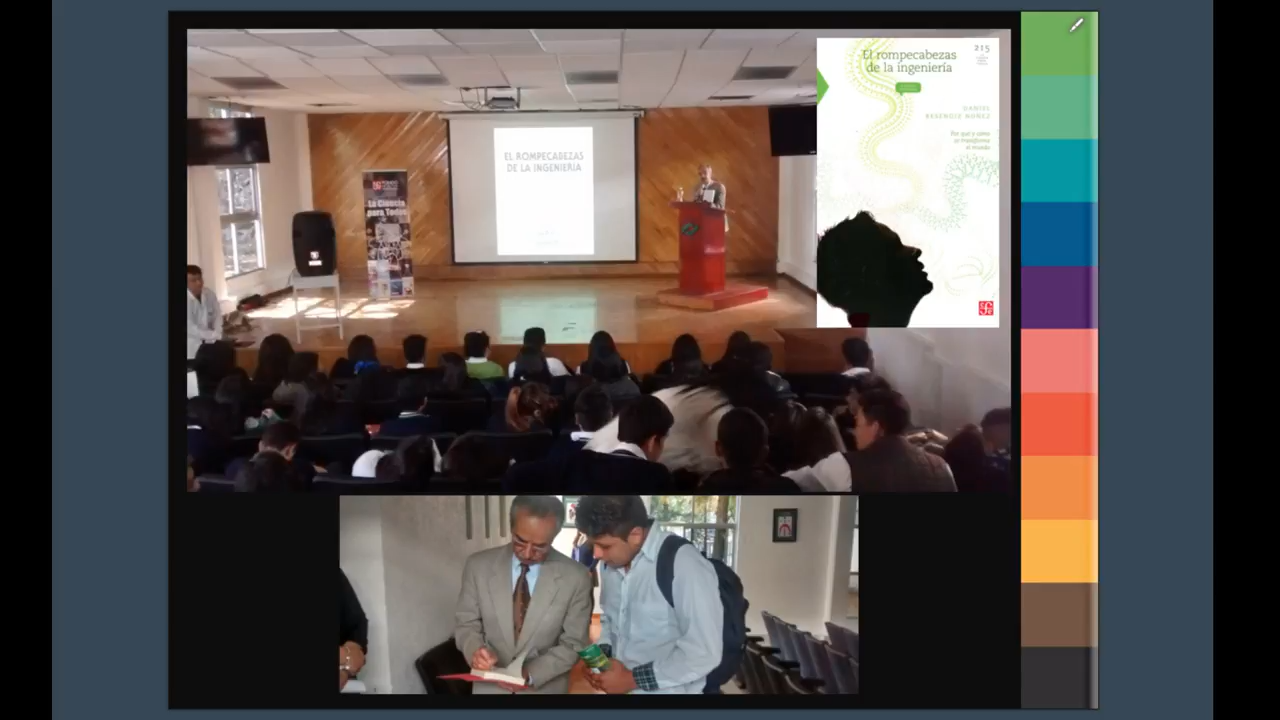 EL ROMPECABEZAS
DE LA INGENIERÍA
La Ciencia
para Todos
El rompecabezas
de la ingeniería
215
DANIEL
RESÉNDIZ NÚÑEZ
Por qué y cómo
se transforma
el mundo